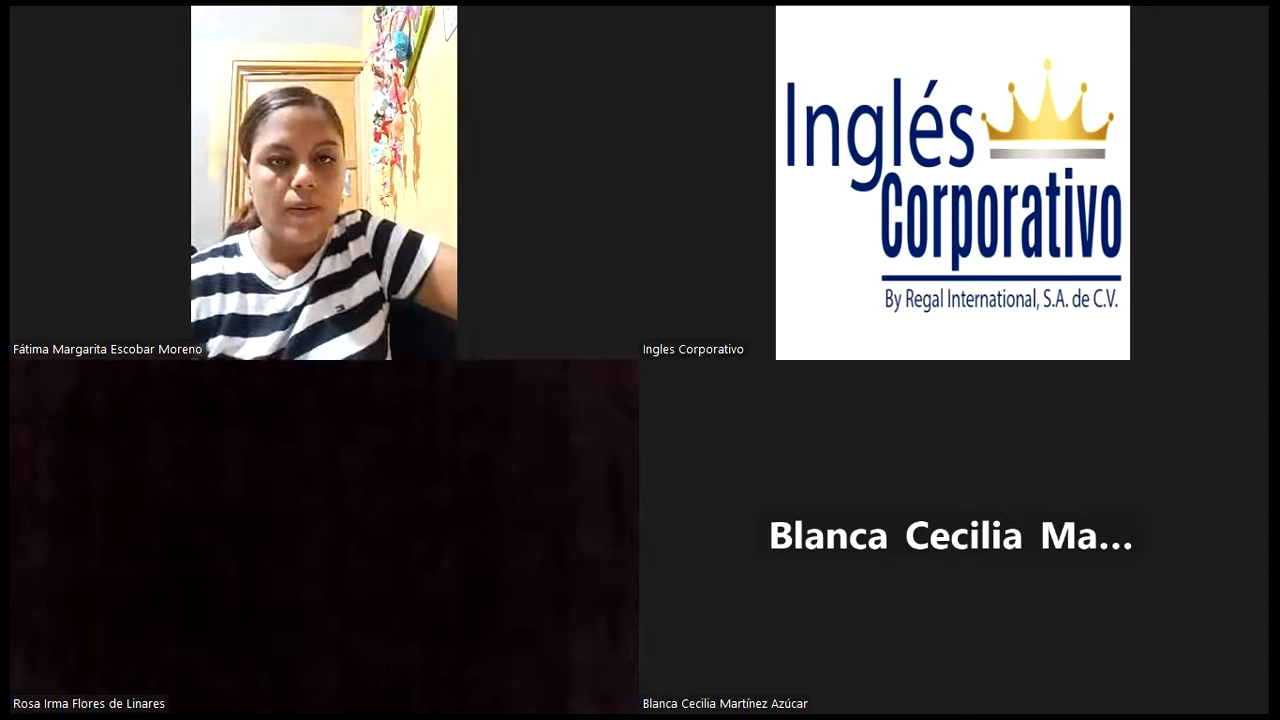 Inglés
Corporativo
By Regal International, S.A. de C.V.
Fátima Margarita Escobar Moreno
Ingles Corporativo
Blanca Cecilia Ma...
Rosa Irma Flores de Linares
Blanca Cecilia Martínez Azúcar